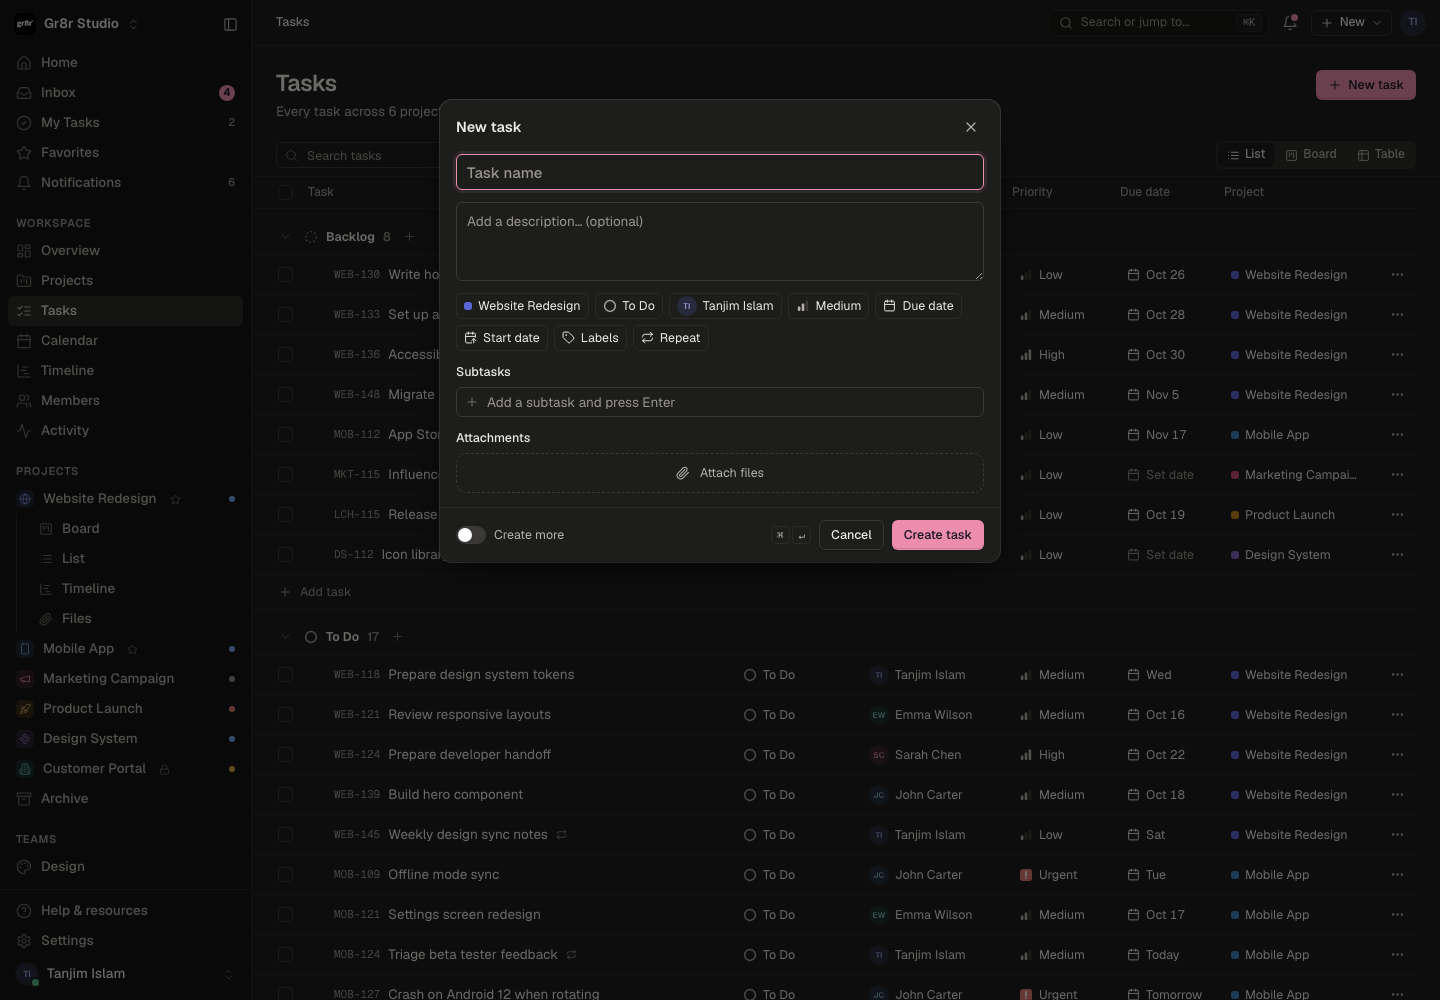 gr8r Gr8r Studio
Tasks
Search or jump to...
⌘K
New
TI
Home
Inbox 4
My Tasks 2
Favorites
Notifications 6
WORKSPACE
Overview
Projects
Tasks
Calendar
Timeline
Members
Activity
PROJECTS
Website Redesign
Board
List
Timeline
Files
Mobile App
Marketing Campaign
Product Launch
Design System
Customer Portal
Archive
TEAMS
Design
Help & resources
Settings
TI Tanjim Islam
Tasks
New task
Every task across 6 projec
Search tasks
List Board Table
Task Priority Due date Project
Backlog 8
WEB-130 Write ho Low Oct 26 Website Redesign
WEB-133 Set up a Medium Oct 28 Website Redesign
WEB-136 Accessib High Oct 30 Website Redesign
WEB-148 Migrate Medium Nov 5 Website Redesign
MOB-112 App Sto Low Nov 17 Mobile App
MKT-115 Influenc Low Set date Marketing Campai...
LCH-115 Release Low Oct 19 Product Launch
DS-112 Icon librar Low Set date Design System
Add task
New task
Task name
Add a description... (optional)
Website Redesign To Do TI Tanjim Islam Medium Due date
Start date Labels Repeat
Subtasks
Add a subtask and press Enter
Attachments
Attach files
Create more ⌘ ↵ Cancel Create task
To Do 17
WEB-118 Prepare design system tokens To Do TI Tanjim Islam Medium Wed Website Redesign
WEB-121 Review responsive layouts To Do EW Emma Wilson Medium Oct 16 Website Redesign
WEB-124 Prepare developer handoff To Do SC Sarah Chen High Oct 22 Website Redesign
WEB-139 Build hero component To Do JC John Carter Medium Oct 18 Website Redesign
WEB-145 Weekly design sync notes To Do TI Tanjim Islam Low Sat Website Redesign
MOB-109 Offline mode sync To Do JC John Carter Urgent Tue Mobile App
MOB-121 Settings screen redesign To Do EW Emma Wilson Medium Oct 17 Mobile App
MOB-124 Triage beta tester feedback To Do TI Tanjim Islam Medium Today Mobile App
MOB-127 Crash on Android 12 when rotating To Do JC John Carter Urgent Tomorrow Mobile App